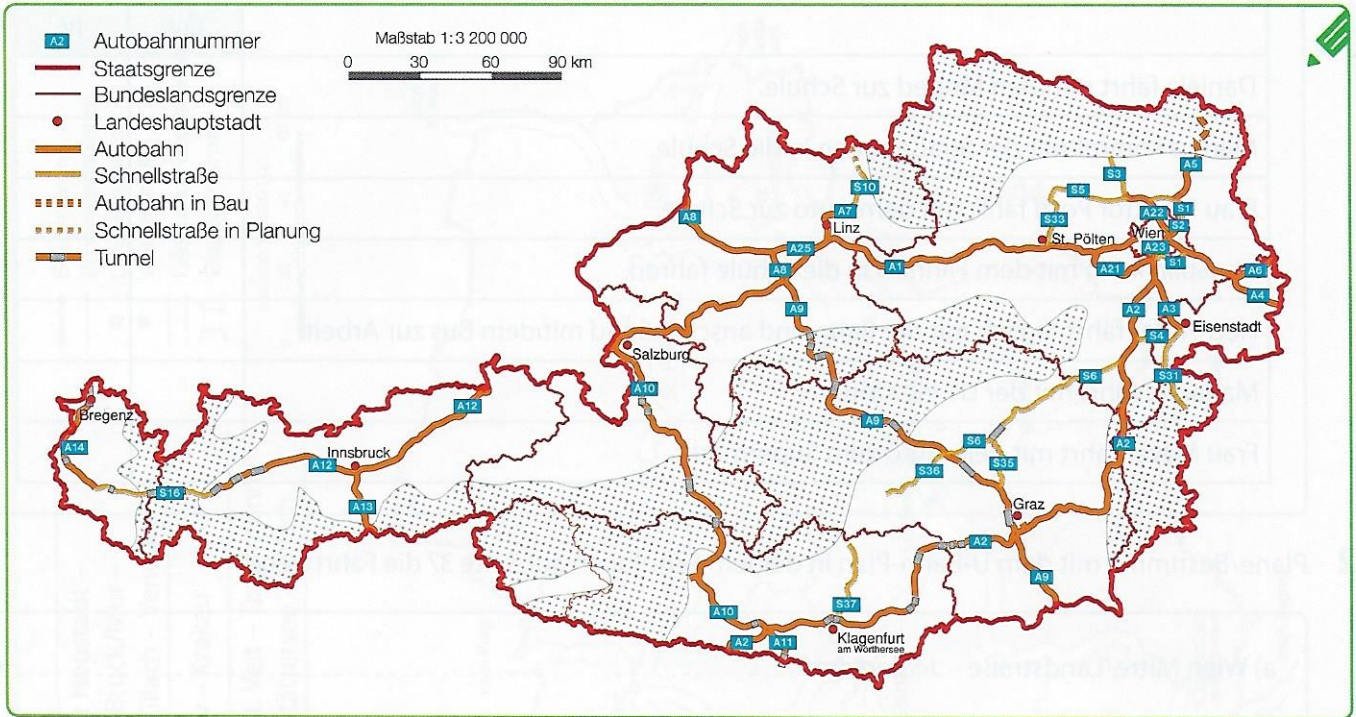 A2 Autobahnnummer
Staatsgrenze
Bundeslandsgrenze
Landeshauptstadt
Autobahn
Schnellstraße
Autobahn in Bau
Schnellstraße in Planung
Tunnel
Maßstab 1:3 200 000
0 30 60 90 km
S3
A5
S10
S5
A8
A7
S33
A22
S1
Linz
St. Pölten
Wien
S2
A25
A23
A8
A1
A21
S1
A6
A4
A9
A2
A3
Eisenstadt
S4
Salzburg
A10
S6
S31
A12
Bregenz
A9
A14
Innsbruck
S6
A2
A12
S36
S35
S16
A13
Graz
A2
A9
A10
S37
A2
A11
Klagenfurt
am Wörthersee